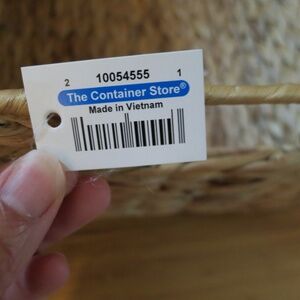 2 10054555 1
The Container Store®
Made in Vietnam